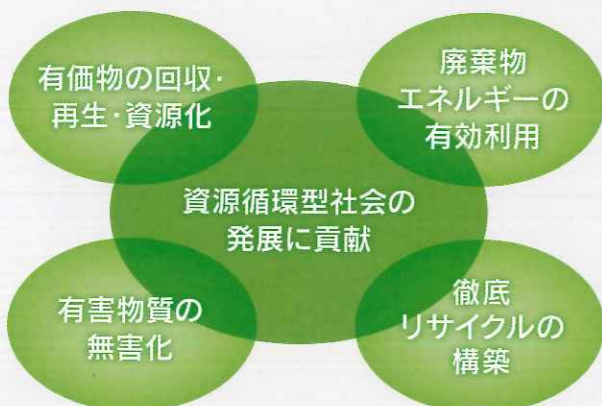 有価物の回収・
再生・資源化
廃棄物
エネルギーの
有効利用
資源循環型社会の
発展に貢献
有害物質の
無害化
徹底
リサイクルの
構築